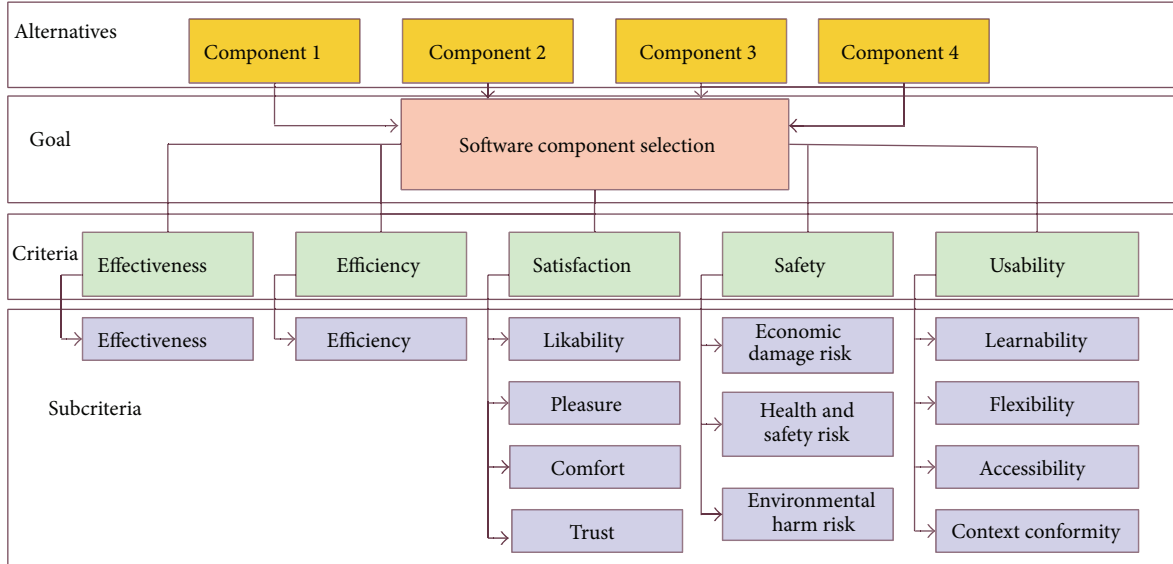 Alternatives
Component 1
Component 2
Component 3
Component 4
Goal
Software component selection
Criteria
Effectiveness
Efficiency
Satisfaction
Safety
Usability
Subcriteria
Effectiveness
Efficiency
Likability
Pleasure
Comfort
Trust
Economic
damage risk
Health and
safety risk
Environmental
harm risk
Learnability
Flexibility
Accessibility
Context conformity